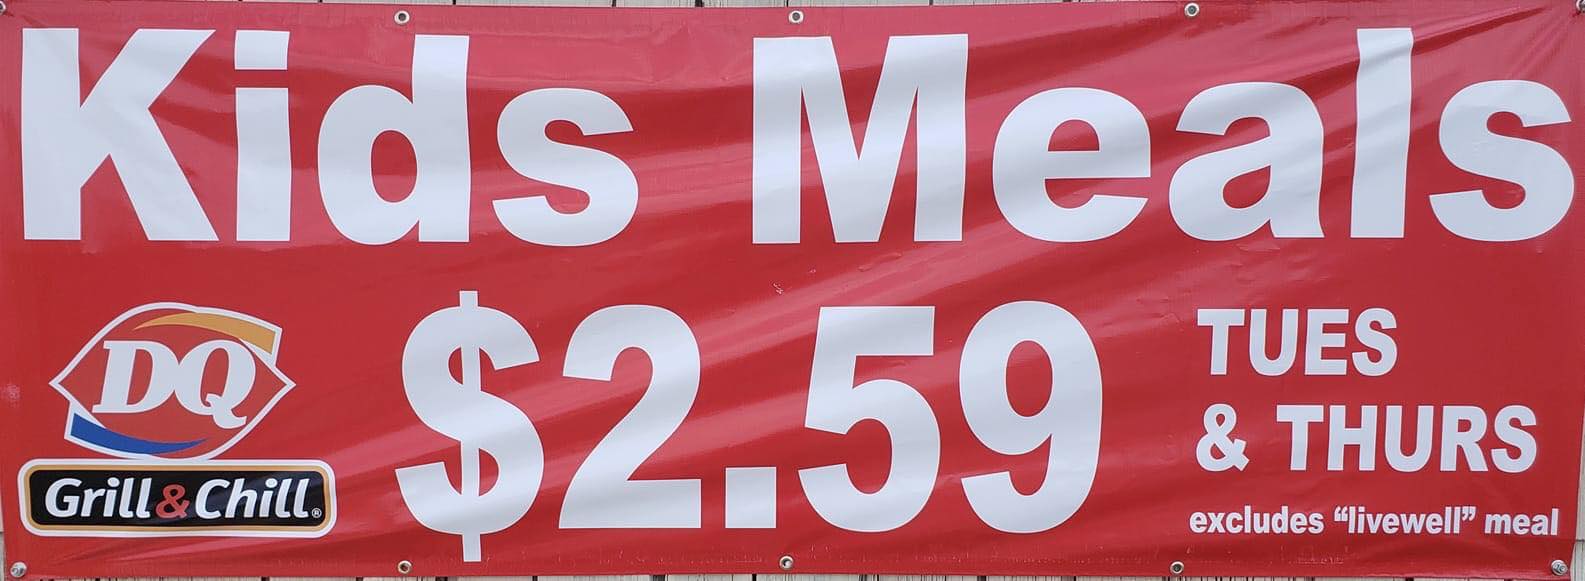 Kids Meals
$2.59
TUES
& THURS
excludes “livewell” meal
DQ
Grill&Chill®